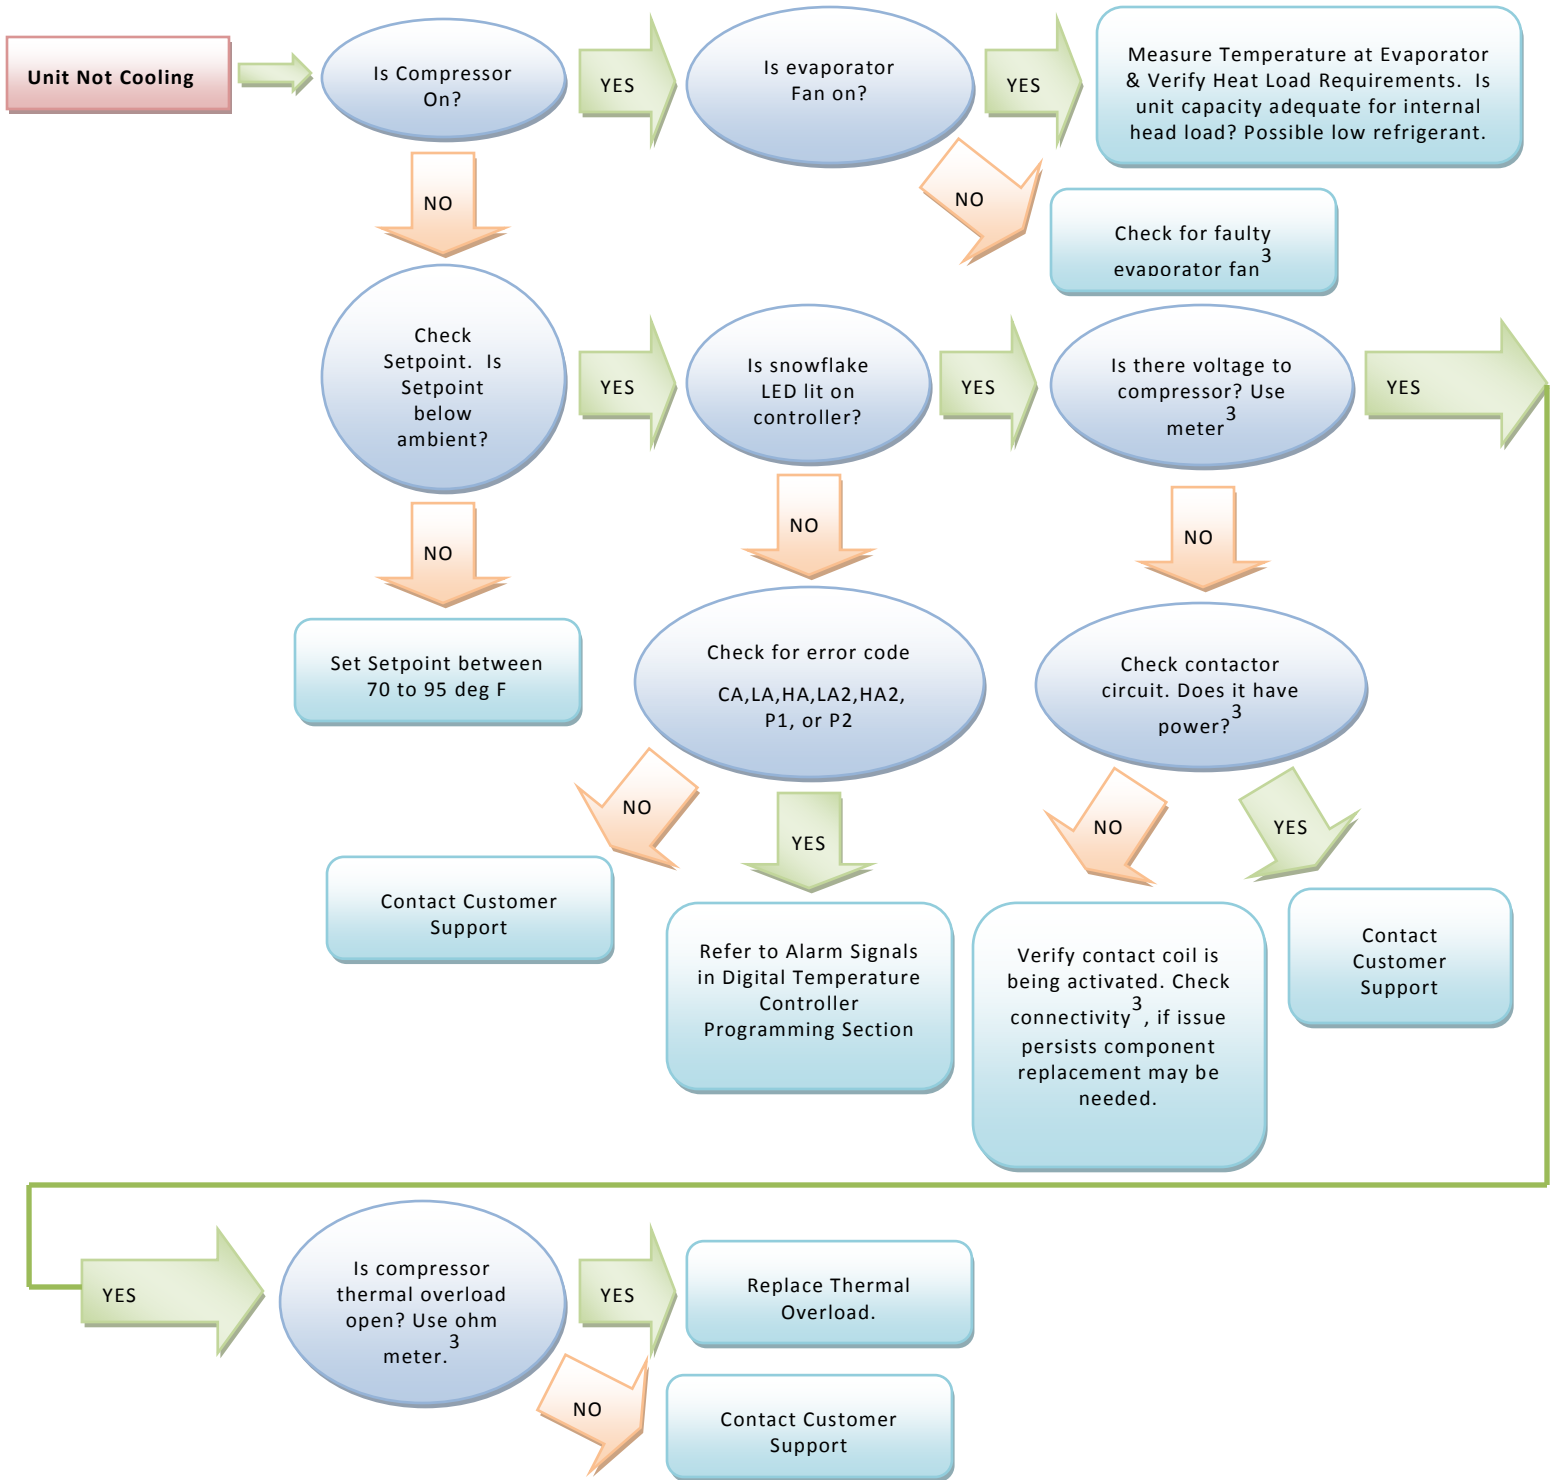 Unit Not Cooling
Is Compressor
On?
YES
Is evaporator
Fan on?
YES
Measure Temperature at Evaporator
& Verify Heat Load Requirements. Is
unit capacity adequate for internal
head load? Possible low refrigerant.
NO
NO
Check for faulty
evaporator fan3
Check
Setpoint. Is
Setpoint
below
ambient?
YES
Is snowflake
LED lit on
controller?
YES
Is there voltage to
compressor? Use
meter3
YES
NO
NO
NO
Set Setpoint between
70 to 95 deg F
Check for error code
CA,LA,HA,LA2,HA2,
P1, or P2
Check contactor
circuit. Does it have
power?3
NO
YES
NO
YES
Contact Customer
Support
Refer to Alarm Signals
in Digital Temperature
Controller
Programming Section
Verify contact coil is
being activated. Check
connectivity3, if issue
persists component
replacement may be
needed.
Contact
Customer
Support
YES
Is compressor
thermal overload
open? Use ohm
meter.3
YES
Replace Thermal
Overload.
NO
Contact Customer
Support